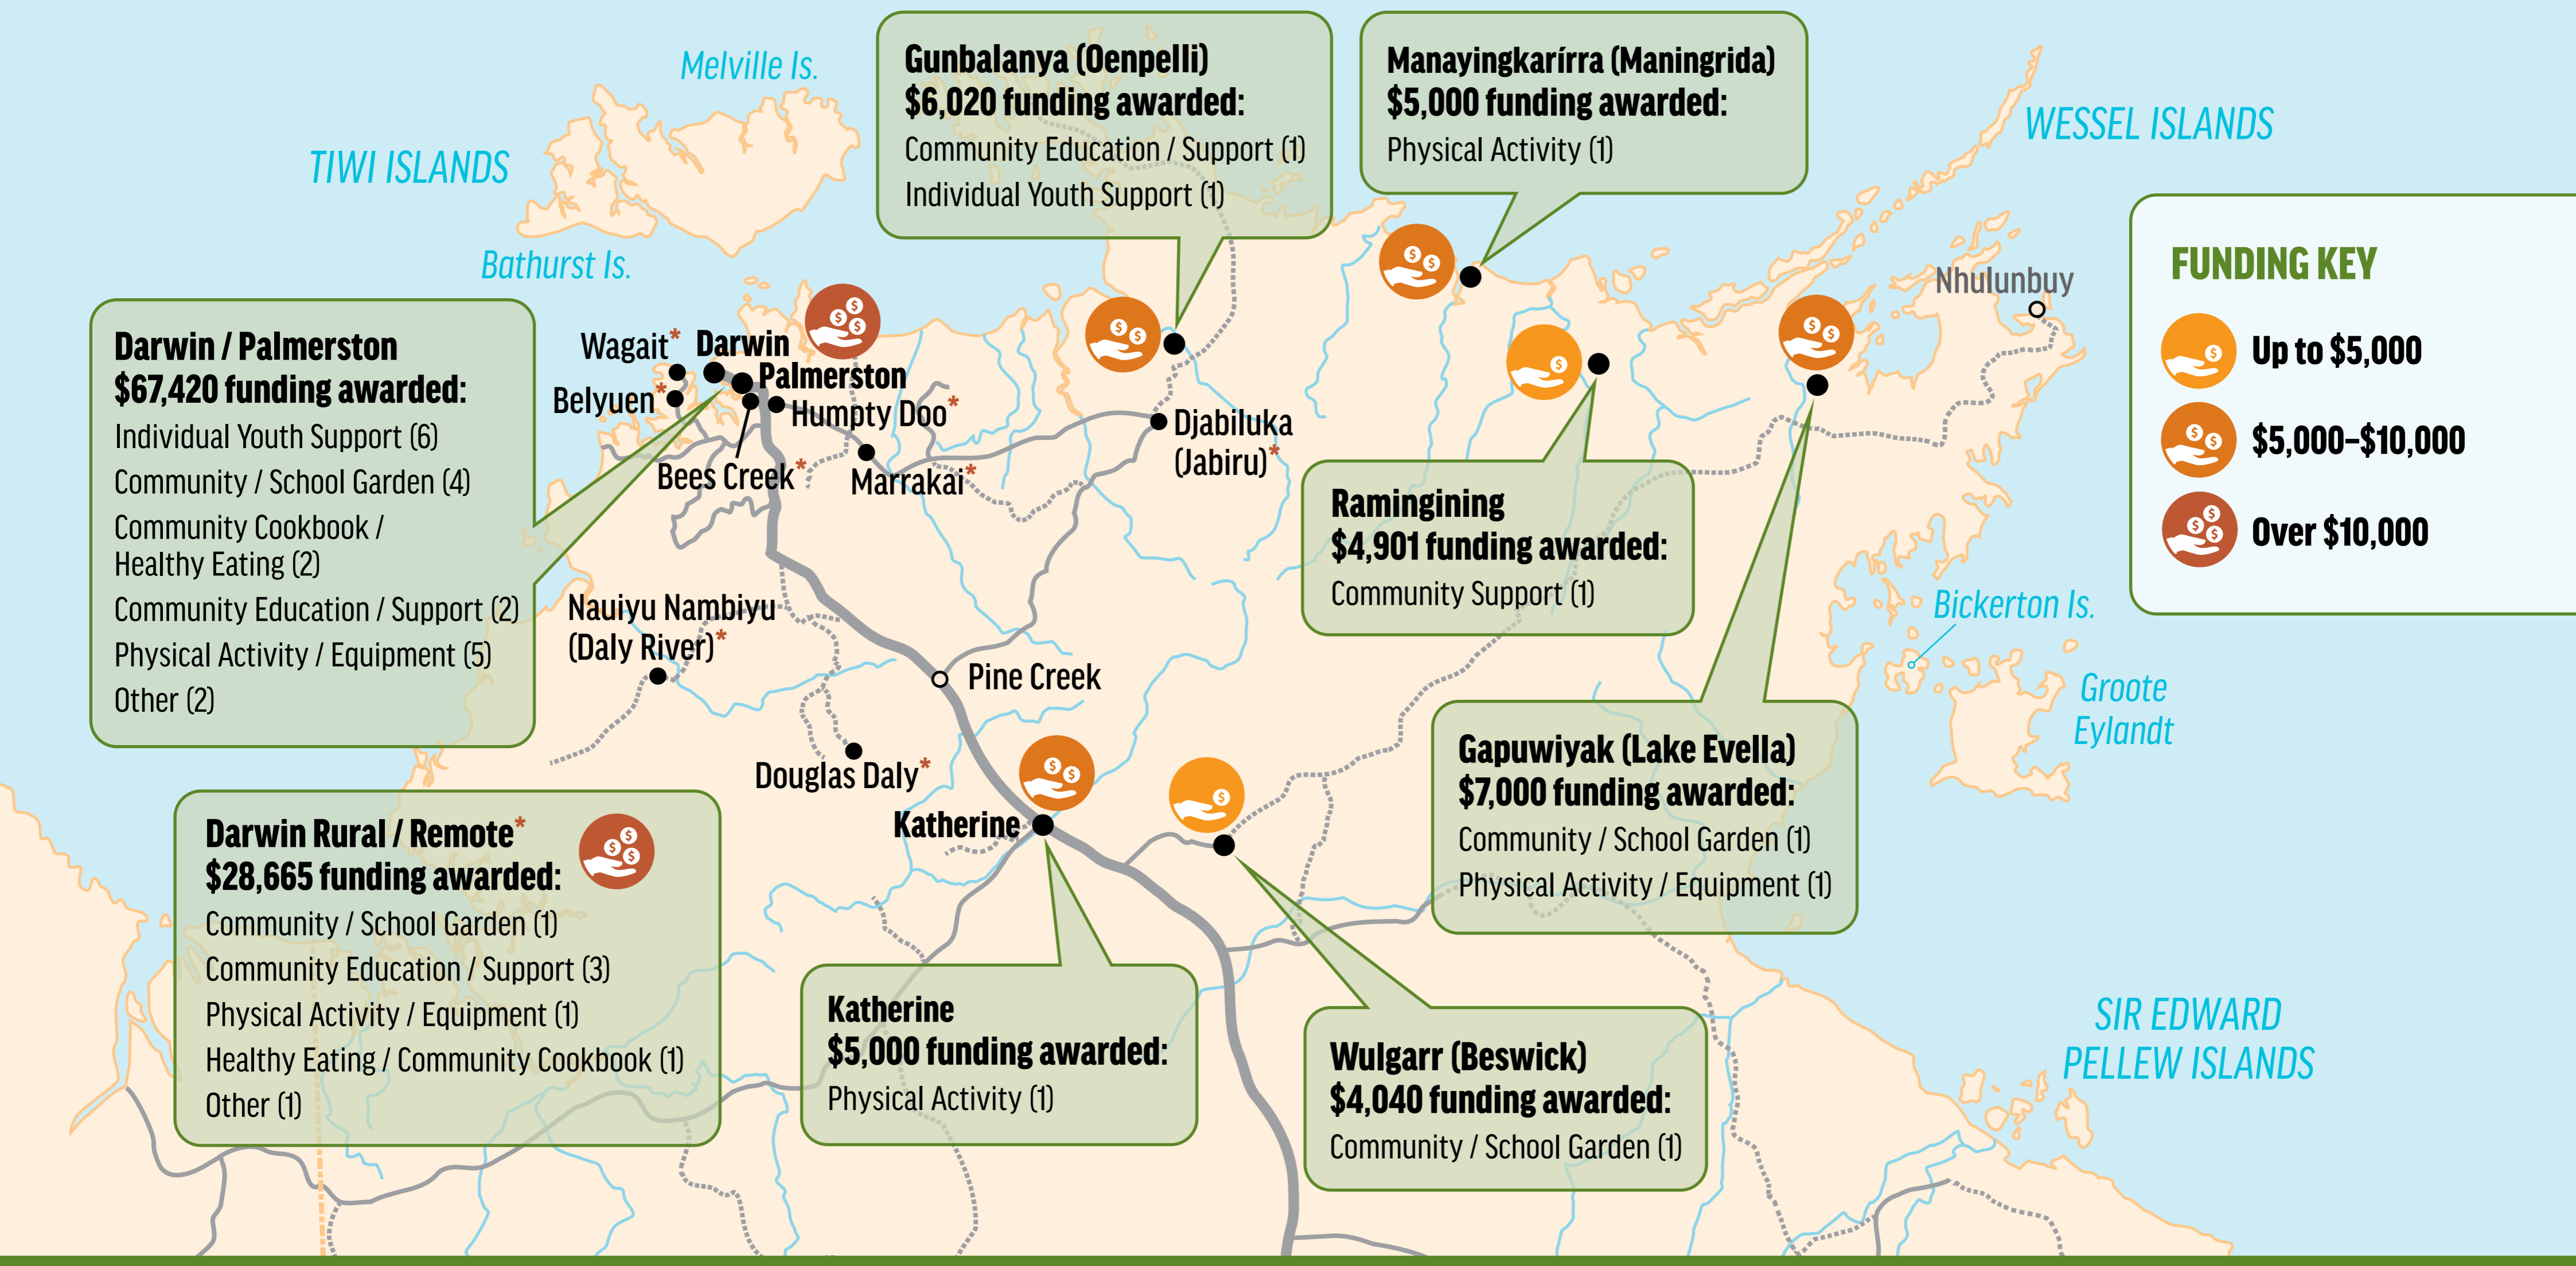 Melville Is.
TIWI ISLANDS
Bathurst Is.
Gunbalanya (Oenpelli)
$6,020 funding awarded:
Community Education / Support (1)
Individual Youth Support (1)
Manayingkarírra (Maningrida)
$5,000 funding awarded:
Physical Activity (1)
WESSEL ISLANDS
Nhulunbuy
FUNDING KEY
Up to $5,000
$5,000–$10,000
Over $10,000
Darwin / Palmerston
$67,420 funding awarded:
Individual Youth Support (6)
Community / School Garden (4)
Community Cookbook /
Healthy Eating (2)
Community Education / Support (2)
Physical Activity / Equipment (5)
Other (2)
Wagait*
Darwin
Palmerston
Belyuen*
Humpty Doo*
Bees Creek*
Marrakai*
Djabiluka
(Jabiru)*
Ramingining
$4,901 funding awarded:
Community Support (1)
Bickerton Is.
Groote
Eylandt
Nauiyu Nambiyu
(Daly River)*
Pine Creek
Douglas Daly*
Katherine
Gapuwiyak (Lake Evella)
$7,000 funding awarded:
Community / School Garden (1)
Physical Activity / Equipment (1)
Darwin Rural / Remote*
$28,665 funding awarded:
Community / School Garden (1)
Community Education / Support (3)
Physical Activity / Equipment (1)
Healthy Eating / Community Cookbook (1)
Other (1)
Katherine
$5,000 funding awarded:
Physical Activity (1)
Wulgarr (Beswick)
$4,040 funding awarded:
Community / School Garden (1)
SIR EDWARD
PELLEW ISLANDS